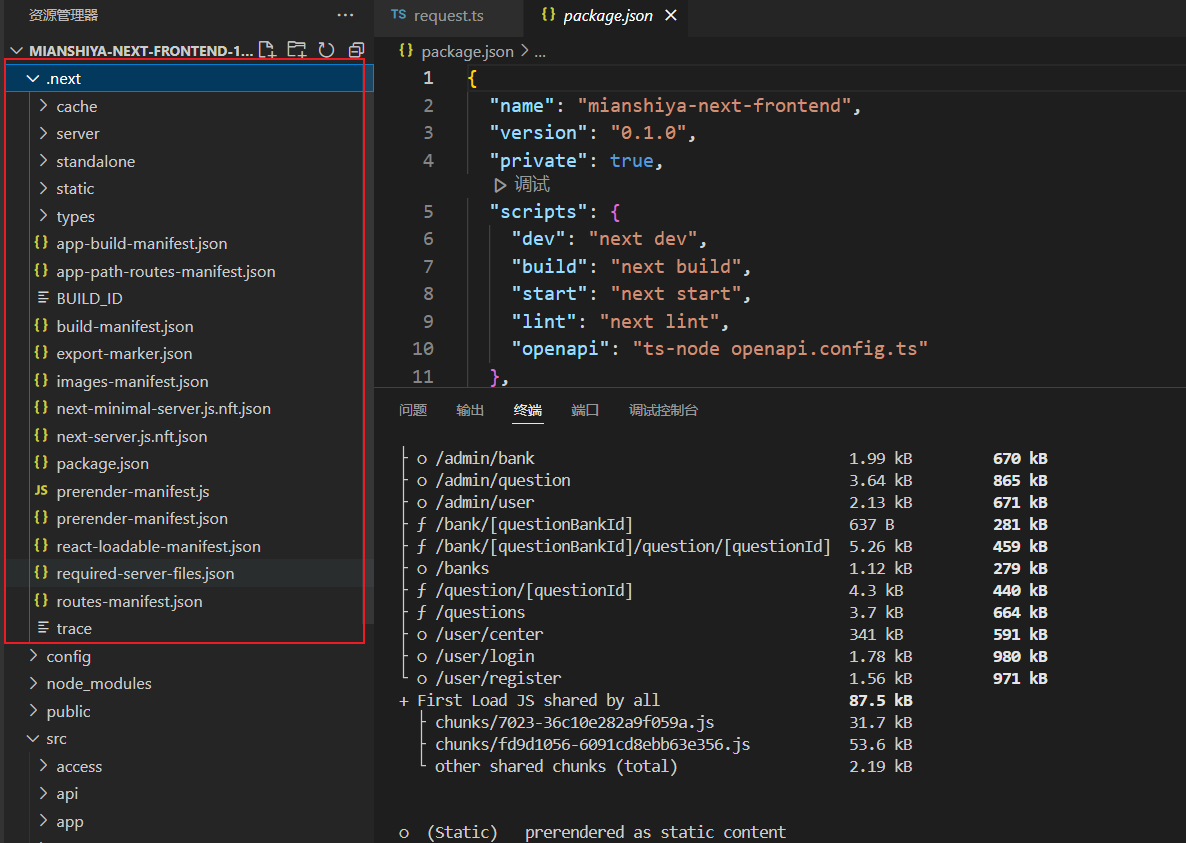 资源管理器
MIANSHIYA-NEXT-FRONTEND-1...
.next
cache
server
standalone
static
types
{} app-build-manifest.json
{} app-path-routes-manifest.json
BUILD_ID
{} build-manifest.json
{} export-marker.json
{} images-manifest.json
{} next-minimal-server.js.nft.json
{} next-server.js.nft.json
{} package.json
JS prerender-manifest.js
{} prerender-manifest.json
{} react-loadable-manifest.json
{} required-server-files.json
{} routes-manifest.json
trace
config
node_modules
public
src
access
api
app
TS request.ts
{} package.json
{} package.json > ...
1 {
2 "name": "mianshiya-next-frontend",
3 "version": "0.1.0",
4 "private": true,
调试
5 "scripts": {
6 "dev": "next dev",
7 "build": "next build",
8 "start": "next start",
9 "lint": "next lint",
10 "openapi": "ts-node openapi.config.ts"
11 },
问题 输出 终端 端口 调试控制台
├ ○ /admin/bank 1.99 kB 670 kB
├ ○ /admin/question 3.64 kB 865 kB
├ ○ /admin/user 2.13 kB 671 kB
├ ƒ /bank/[questionBankId] 637 B 281 kB
├ ƒ /bank/[questionBankId]/question/[questionId] 5.26 kB 459 kB
├ ○ /banks 1.12 kB 279 kB
├ ƒ /question/[questionId] 4.3 kB 440 kB
├ ƒ /questions 3.7 kB 664 kB
├ ○ /user/center 341 kB 591 kB
├ ○ /user/login 1.78 kB 980 kB
└ ○ /user/register 1.56 kB 971 kB
+ First Load JS shared by all 87.5 kB
├ chunks/7023-36c10e282a9f059a.js 31.7 kB
├ chunks/fd9d1056-6091cd8ebb63e356.js 53.6 kB
└ other shared chunks (total) 2.19 kB
○ (Static) prerendered as static content